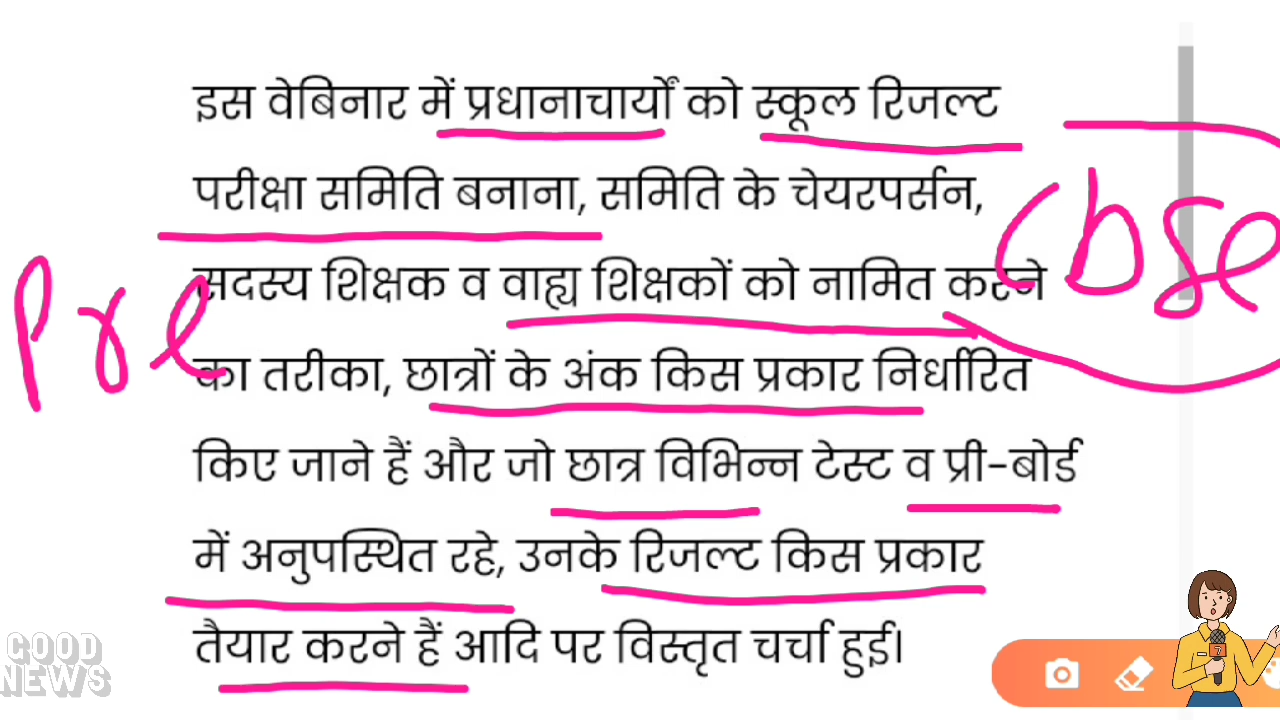 इस वेबिनार में प्रधानाचार्यों को स्कूल रिजल्ट
परीक्षा समिति बनाना, समिति के चेयरपर्सन,
cbse
सदस्य शिक्षक व वाह्य शिक्षकों को नामित करने
Pre
का तरीका, छात्रों के अंक किस प्रकार निर्धारित
किए जाने हैं और जो छात्र विभिन्न टेस्ट व प्री-बोर्ड
में अनुपस्थित रहे, उनके रिजल्ट किस प्रकार
तैयार करने हैं आदि पर विस्तृत चर्चा हुई।
GOOD
NEWS
7